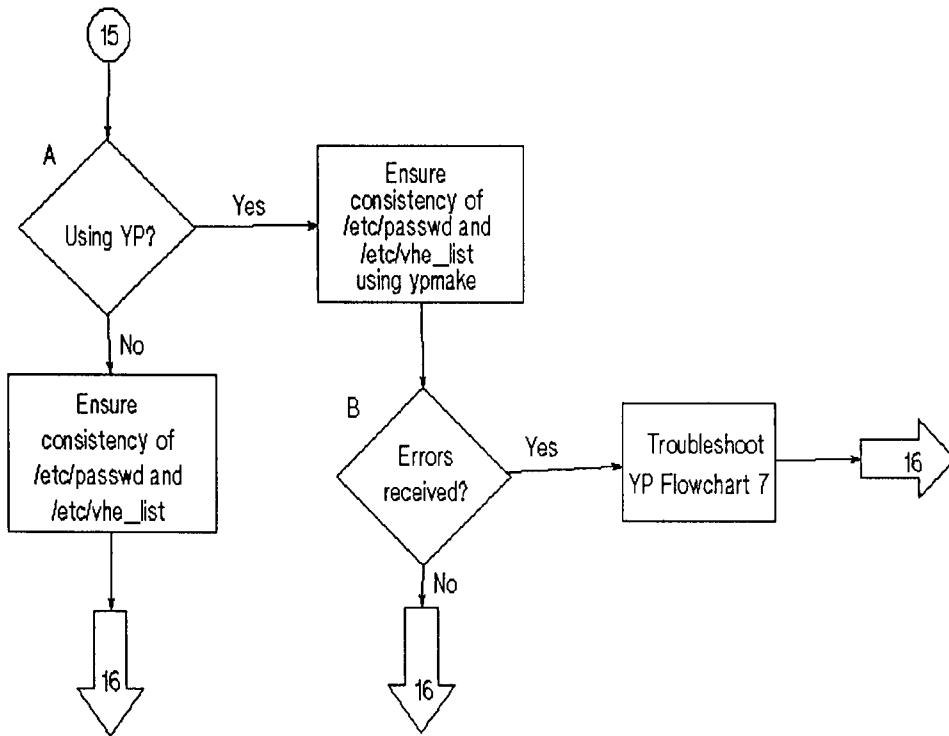 15
A
Using YP?
Yes
Ensure
consistency of
/etc/passwd and
/etc/vhe_list
using ypmake
No
Ensure
consistency of
/etc/passwd and
/etc/vhe_list
16
B
Errors
received?
Yes
Troubleshoot
YP Flowchart 7
16
No
16